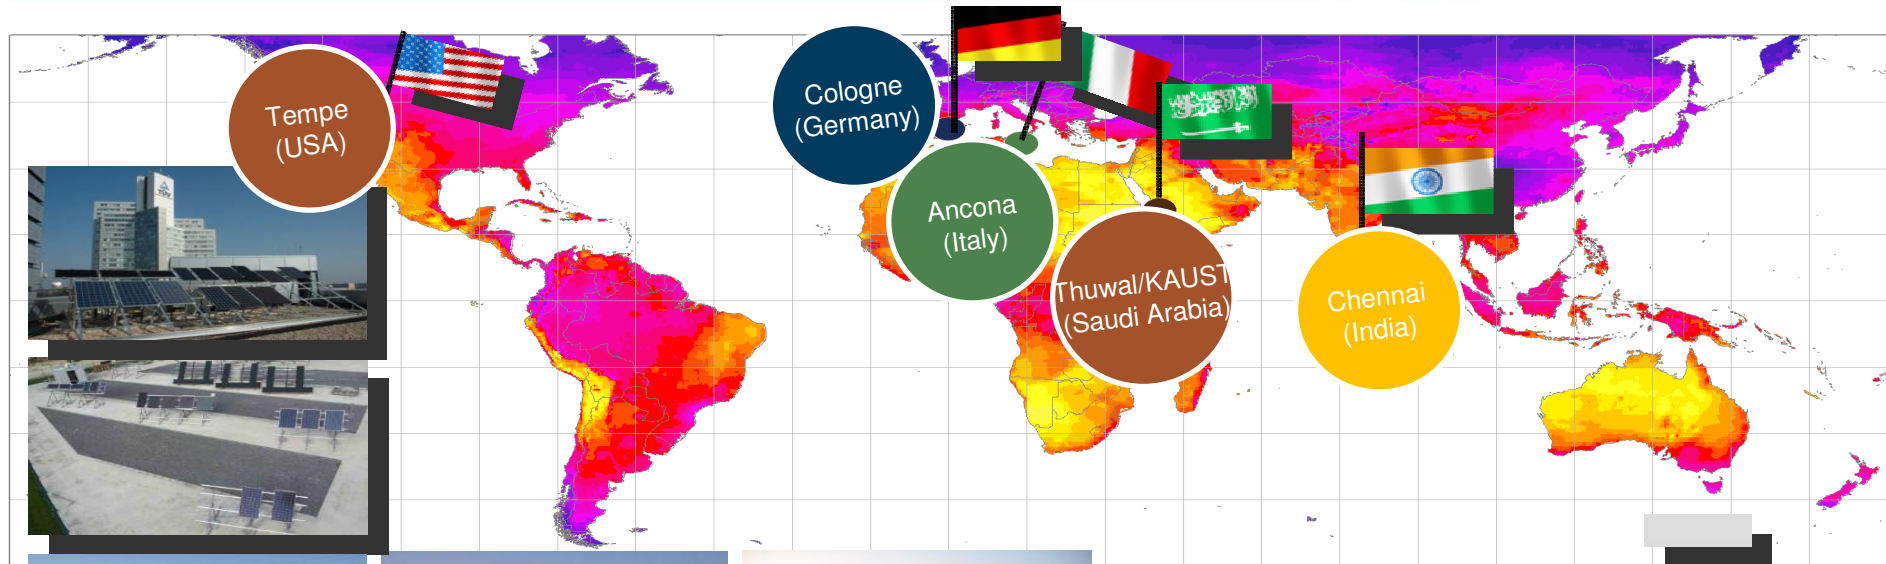 Tempe
(USA)
Cologne
(Germany)
Ancona
(Italy)
Thuwal/KAUST
(Saudi Arabia)
Chennai
(India)